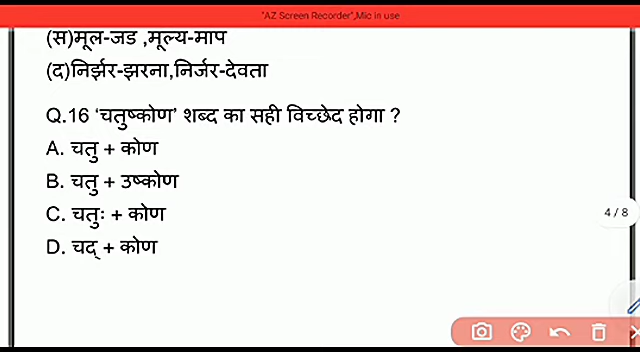 "AZ Screen Recorder",Mic in use
(स)मूल-जड ,मूल्य-माप
(द)निर्झर-झरना,निर्जर-देवता
Q.16 ‘चतुष्कोण’ शब्द का सही विच्छेद होगा ?
A. चतु + कोण
B. चतु + उष्कोण
C. चतुः + कोण
4 / 8
D. चद् + कोण